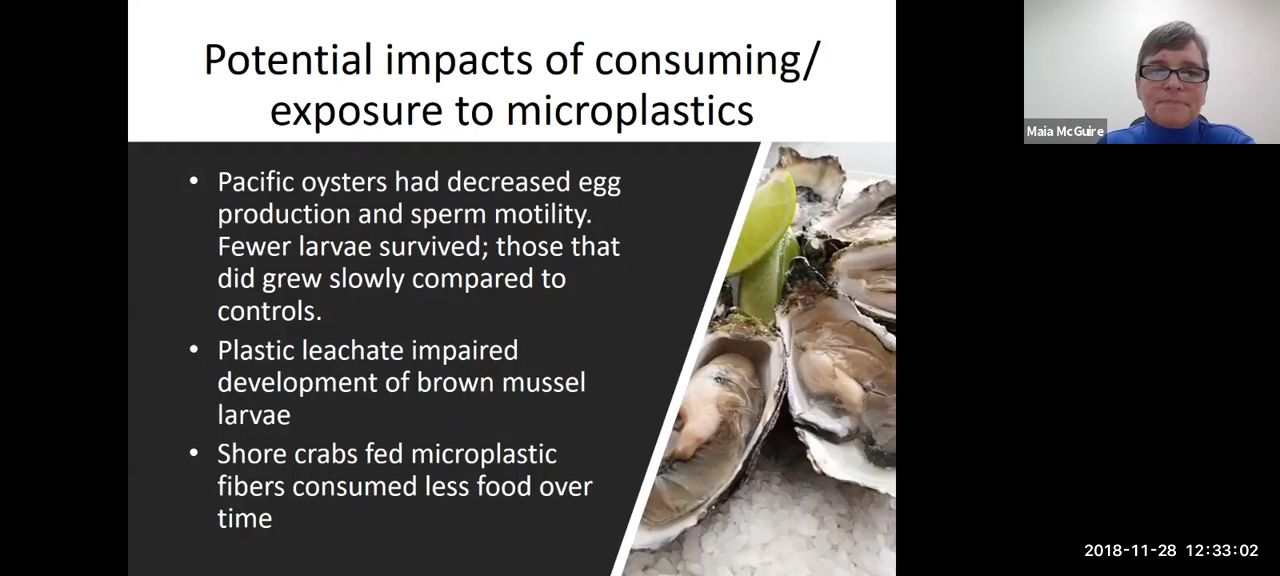 Potential impacts of consuming/
exposure to microplastics
• Pacific oysters had decreased egg
production and sperm motility.
Fewer larvae survived; those that
did grew slowly compared to
controls.
• Plastic leachate impaired
development of brown mussel
larvae
• Shore crabs fed microplastic
fibers consumed less food over
time
Maia McGuire
2018-11-28 12:33:02